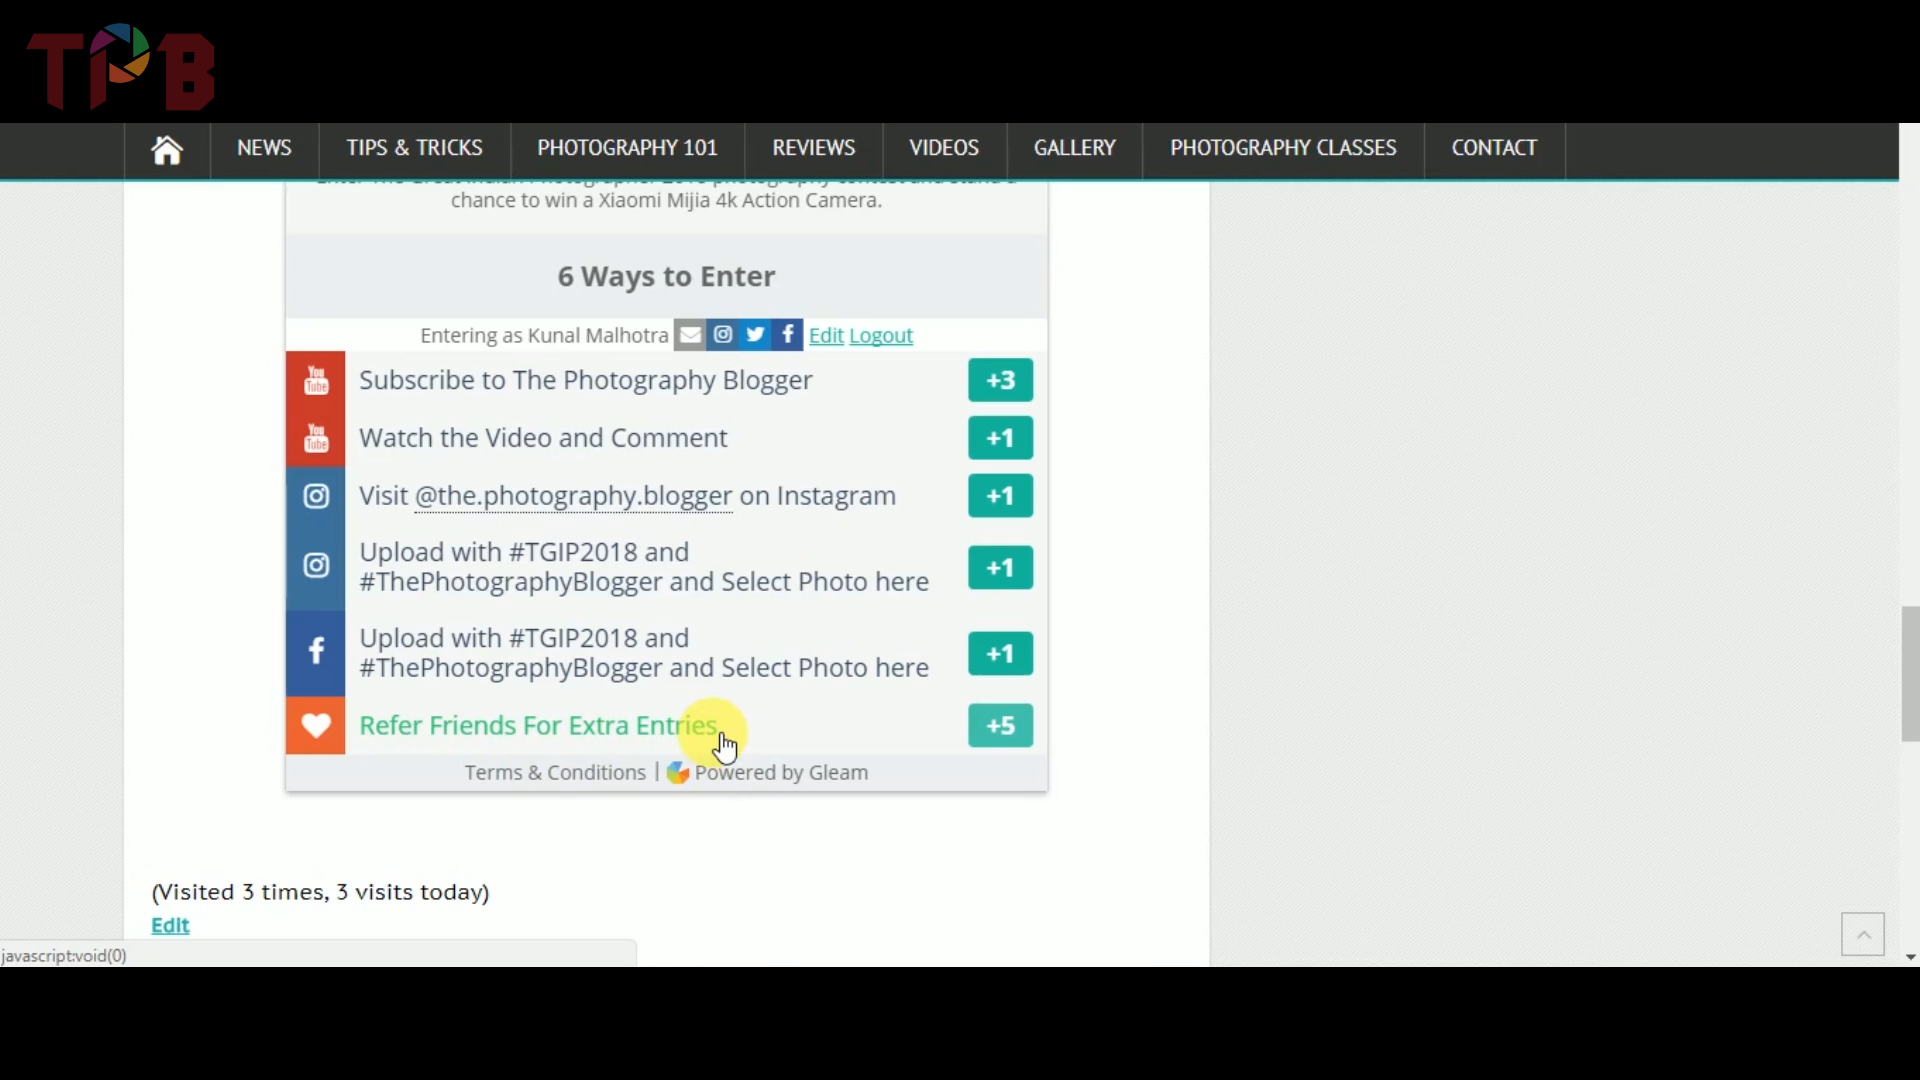 TPB
NEWS
TIPS & TRICKS
PHOTOGRAPHY 101
REVIEWS
VIDEOS
GALLERY
PHOTOGRAPHY CLASSES
CONTACT
chance to win a Xiaomi Mijia 4k Action Camera.
6 Ways to Enter
Entering as Kunal Malhotra Edit Logout
You Tube Subscribe to The Photography Blogger +3
You Tube Watch the Video and Comment +1
Visit @the.photography.blogger on Instagram +1
Upload with #TGIP2018 and
#ThePhotographyBlogger and Select Photo here +1
Upload with #TGIP2018 and
#ThePhotographyBlogger and Select Photo here +1
Refer Friends For Extra Entries +5
Terms & Conditions | Powered by Gleam
(Visited 3 times, 3 visits today)
Edit
javascript:void(0)